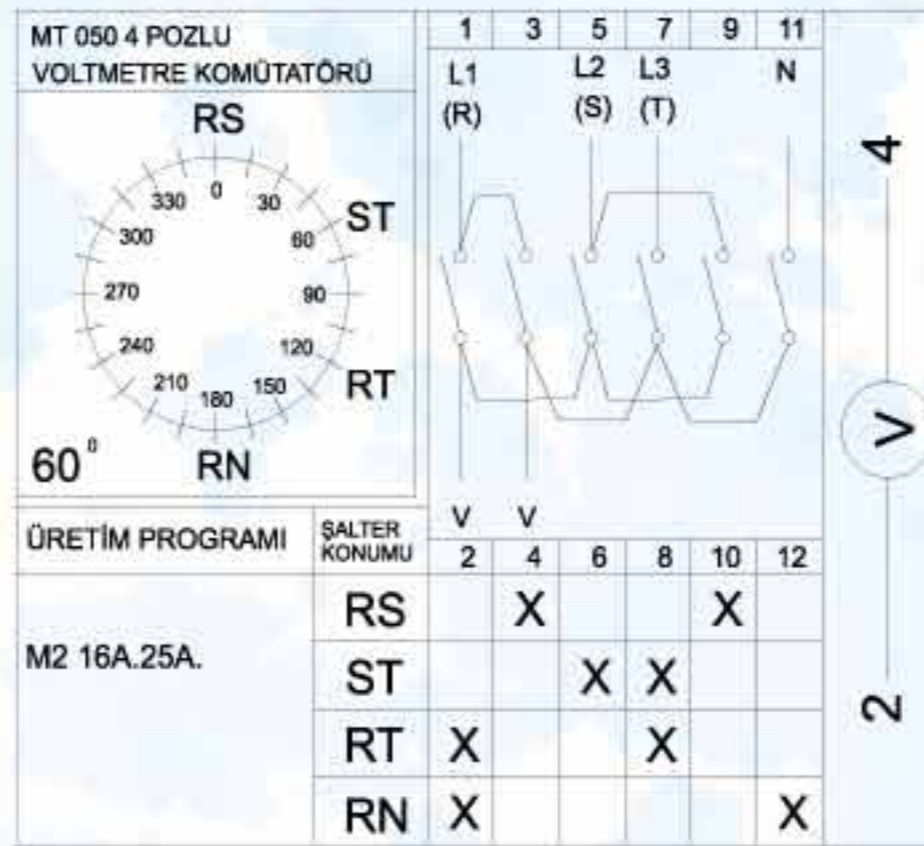 MT 050 4 POZLU
VOLTMETRE KOMÜTATÖRÜ
RS
0
30
ST
60
90
120
RT
150
180
RN
210
240
270
300
330
60°
1 3 5 7 9 11
L1 L2 L3 N
(R) (S) (T)
V V
2 4 6 8 10 12
4
V
2
ÜRETİM PROGRAMI
ŞALTER
KONUMU
M2 16A.25A.
RS X X
ST X X
RT X X
RN X X